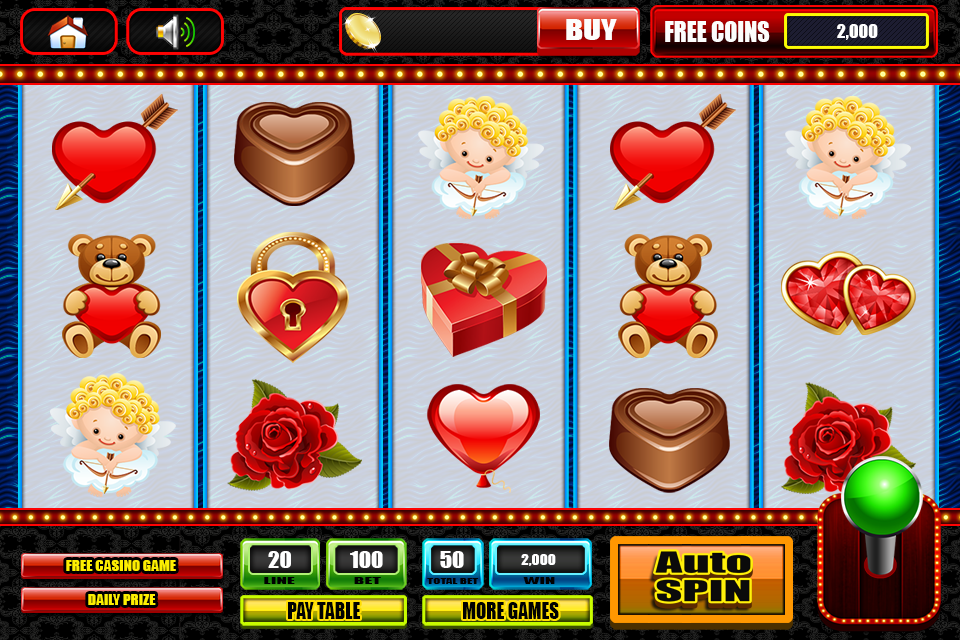 BUY
FREE COINS
2,000
FREE CASINO GAME
DAILY PRIZE
20
LINE
100
BET
50
TOTAL BET
2,000
WIN
PAY TABLE
MORE GAMES
Auto
SPIN